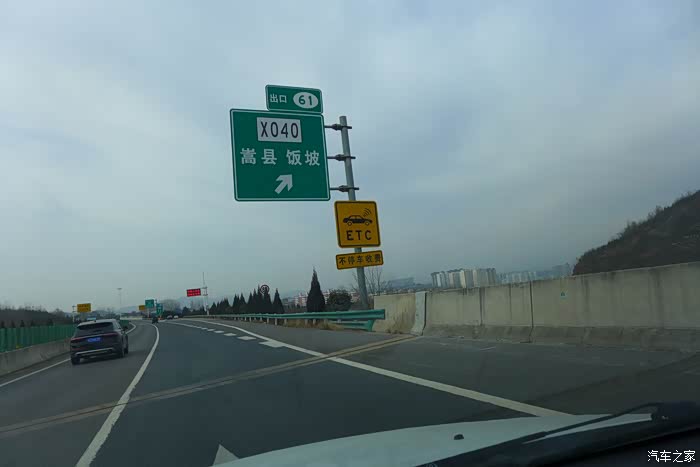 出口 61
X040
嵩县 饭坡
ETC
不停车收费
汽车之家